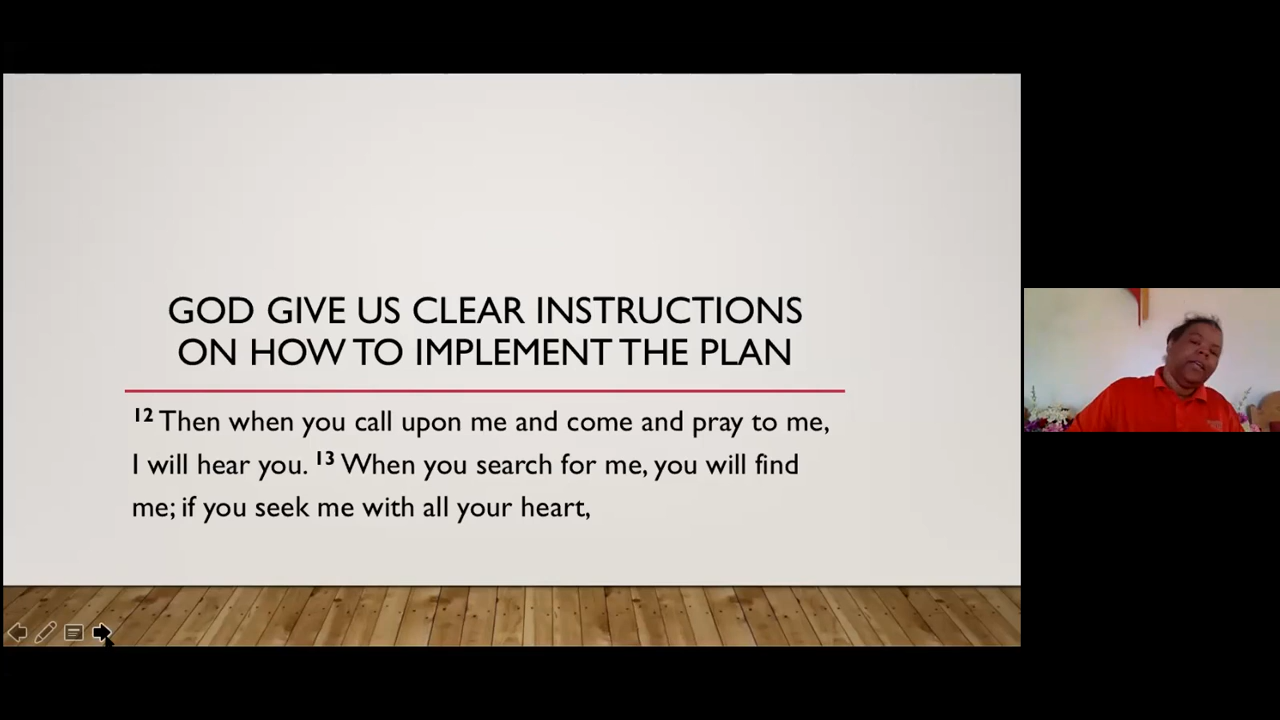 GOD GIVE US CLEAR INSTRUCTIONS
ON HOW TO IMPLEMENT THE PLAN
12 Then when you call upon me and come and pray to me,
I will hear you. 13 When you search for me, you will find
me; if you seek me with all your heart,